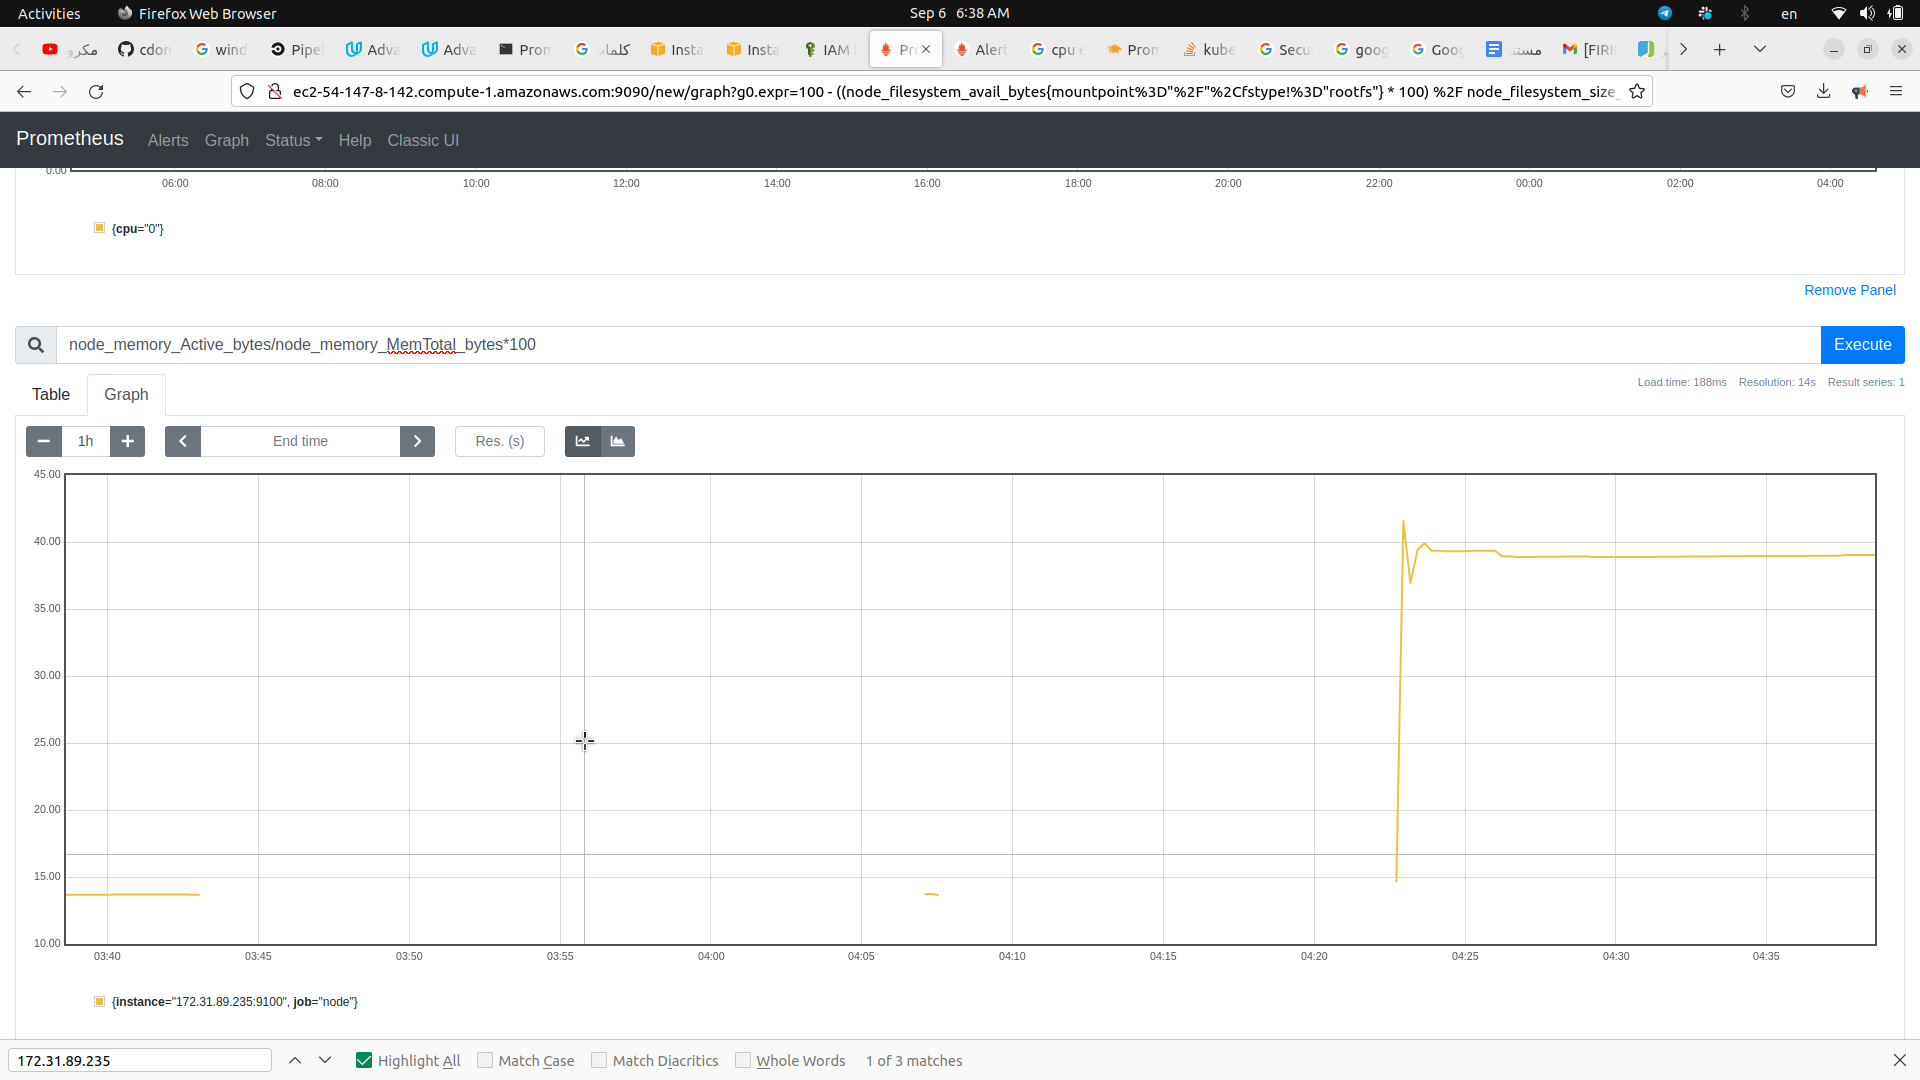 Activities Firefox Web Browser Sep 6 6:38 AM en
مكرو cdon wind Pipel Adva Adva Pron كلمات Insta Insta IAM Pro Alert cpu Prom kube Secu goog Goog مستن [FIRI
ec2-54-147-8-142.compute-1.amazonaws.com:9090/new/graph?g0.expr=100 - ((node_filesystem_avail_bytes{mountpoint%3D"%2F"%2Cfstype!%3D"rootfs"} * 100) %2F node_filesystem_size_
Prometheus Alerts Graph Status Help Classic UI
0.00
06:00 08:00 10:00 12:00 14:00 16:00 18:00 20:00 22:00 00:00 02:00 04:00
{cpu="0"}
Remove Panel
node_memory_Active_bytes/node_memory_MemTotal_bytes*100 Execute
Table Graph Load time: 188ms Resolution: 14s Result series: 1
1h End time Res. (s)
45.00
40.00
35.00
30.00
25.00
20.00
15.00
10.00
03:40 03:45 03:50 03:55 04:00 04:05 04:10 04:15 04:20 04:25 04:30 04:35
{instance="172.31.89.235:9100", job="node"}
172.31.89.235 Highlight All Match Case Match Diacritics Whole Words 1 of 3 matches